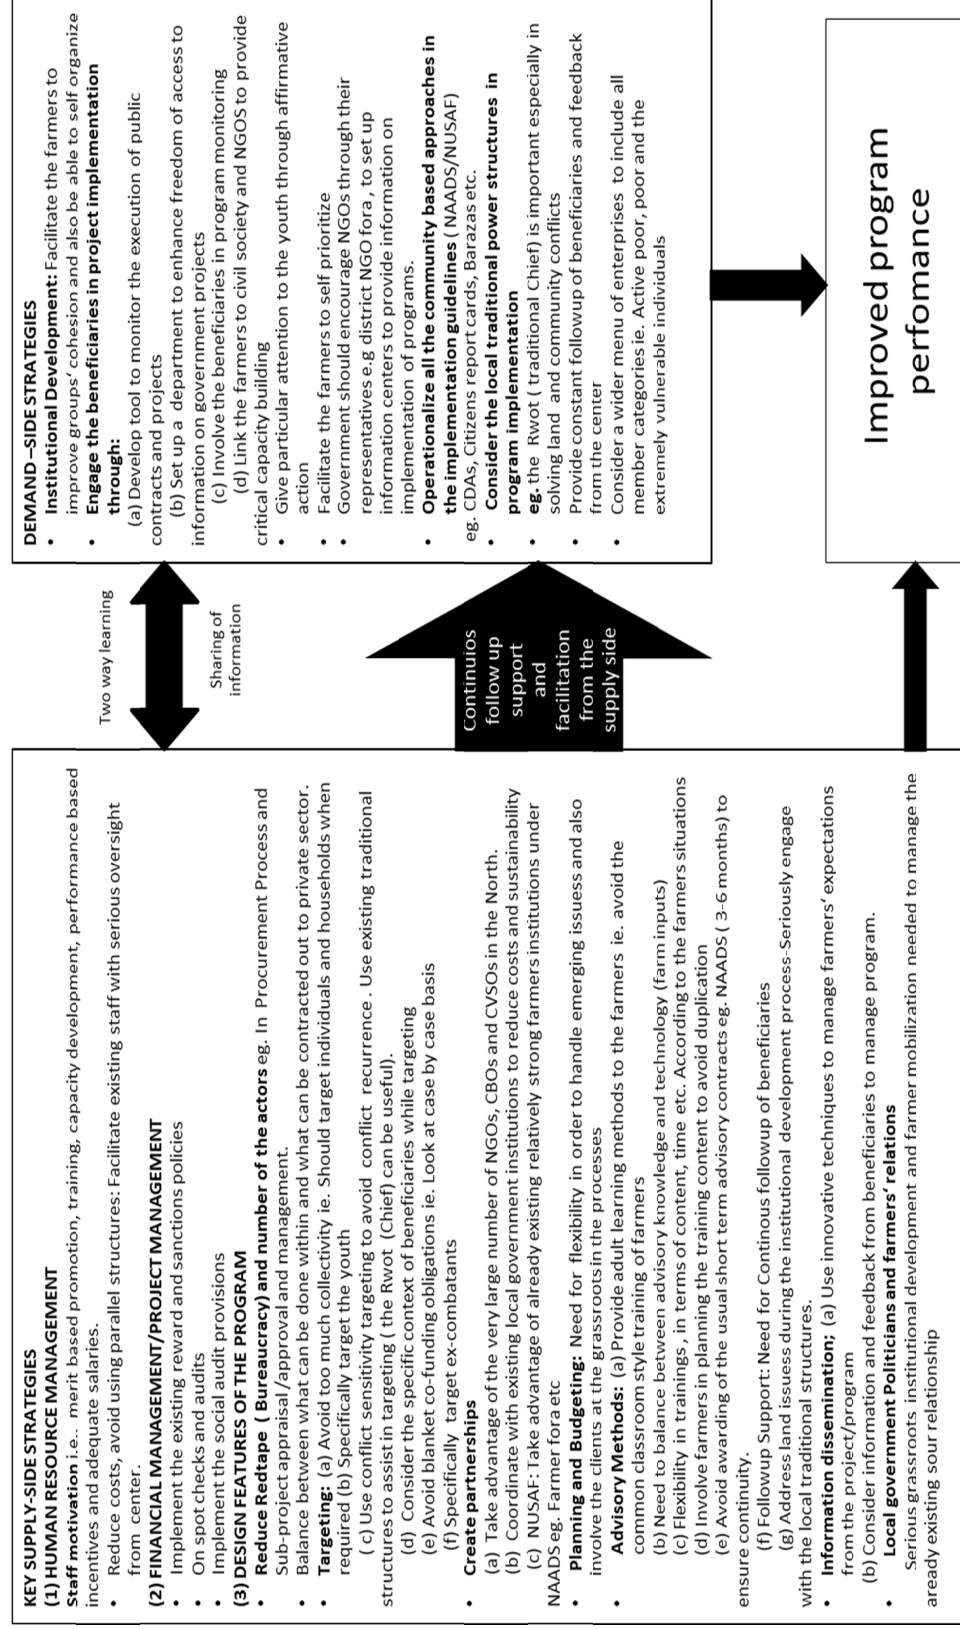 KEY SUPPLY-SIDE STRATEGIES
(1) HUMAN RESOURCE MANAGEMENT
Staff motivation i.e.. merit based promotion, training, capacity development, performance based
incentives and adequate salaries.
• Reduce costs, avoid using parallel structures: Facilitate existing staff with serious oversight
from center.
(2) FINANCIAL MANAGEMENT/PROJECT MANAGEMENT
• Implement the existing reward and sanctions policies
• On spot checks and audits
• Implement the social audit provisions
(3) DESIGN FEATURES OF THE PROGRAM
• Reduce Redtape ( Bureaucracy) and number of the actors eg. In Procurement Process and
Sub-project appraisal /approval and management.
• Balance between what can be done within and what can be contracted out to private sector.
• Targeting: (a) Avoid too much collectivity ie. Should target individuals and households when
required (b) Specifically target the youth
( c) Use conflict sensitivity targeting to avoid conflict recurrence . Use existing traditional
structures to assist in targeting ( the Rwot (Chief) can be useful).
(d) Consider the specific context of beneficiaries while targeting
(e) Avoid blanket co-funding obligations ie. Look at case by case basis
(f) Specifically target ex-combatants
• Create partnerships
(a) Take advantage of the very large number of NGOs, CBOs and CVSOs in the North.
(b) Coordinate with existing local government institutions to reduce costs and sustainability
(c) NUSAF: Take advantage of already existing relatively strong farmers institutions under
NAADS eg. Farmer fora etc
• Planning and Budgeting: Need for flexibility in order to handle emerging issuess and also
involve the clients at the grassroots in the processes
• Advisory Methods: (a) Provide adult learning methods to the farmers ie. avoid the
common classroom style training of farmers
(b) Need to balance between advisory knowledge and technology (farm inputs)
(c) Flexibility in trainings , in terms of content, time etc. According to the farmers situations
(d) Involve farmers in planning the training content to avoid duplication
(e) Avoid awarding of the usual short term advisory contracts eg. NAADS ( 3-6 months) to
ensure continuity.
(f) Followup Support: Need for Continous followup of beneficiaries
(g) Address land issuess during the institutional development process-Seriously engage
with the local traditional structures.
• Information dissemination; (a) Use innovative techniques to manage farmers' expectations
from the project/program
(b) Consider information and feedback from beneficiaries to manage program.
• Local government Politicians and farmers' relations
Serious grassroots institutional development and farmer mobilization needed to manage the
aready existing sour relationship
Two way learning
Sharing of
information
Continuios
follow up
support
and
facilitation
from the
supply side
DEMAND –SIDE STRATEGIES
• Institutional Development: Facilitate the farmers to
improve groups' cohesion and also be able to self organize
• Engage the beneficiaries in project implementation
through:
(a) Develop tool to monitor the execution of public
contracts and projects
(b) Set up a department to enhance freedom of access to
information on government projects
(c) Involve the beneficiaries in program monitoring
(d) Link the farmers to civil society and NGOS to provide
critical capacity building
• Give particular attention to the youth through affirmative
action
• Facilitate the farmers to self prioritize
• Government should encourage NGOs through their
representatives e.g district NGO fora , to set up
information centers to provide information on
implementation of programs.
• Operationalize all the community based approaches in
the implementation guidelines ( NAADS/NUSAF)
eg. CDAs, Citizens report cards, Barazas etc.
• Consider the local traditional power structures in
program implementation
• eg. the Rwot ( traditional Chief) is important especially in
solving land and community conflicts
• Provide constant followup of beneficiaries and feedback
from the center
• Consider a wider menu of enterprises to include all
member categories ie. Active poor, poor and the
extremely vulnerable individuals
Improved program
perfomance